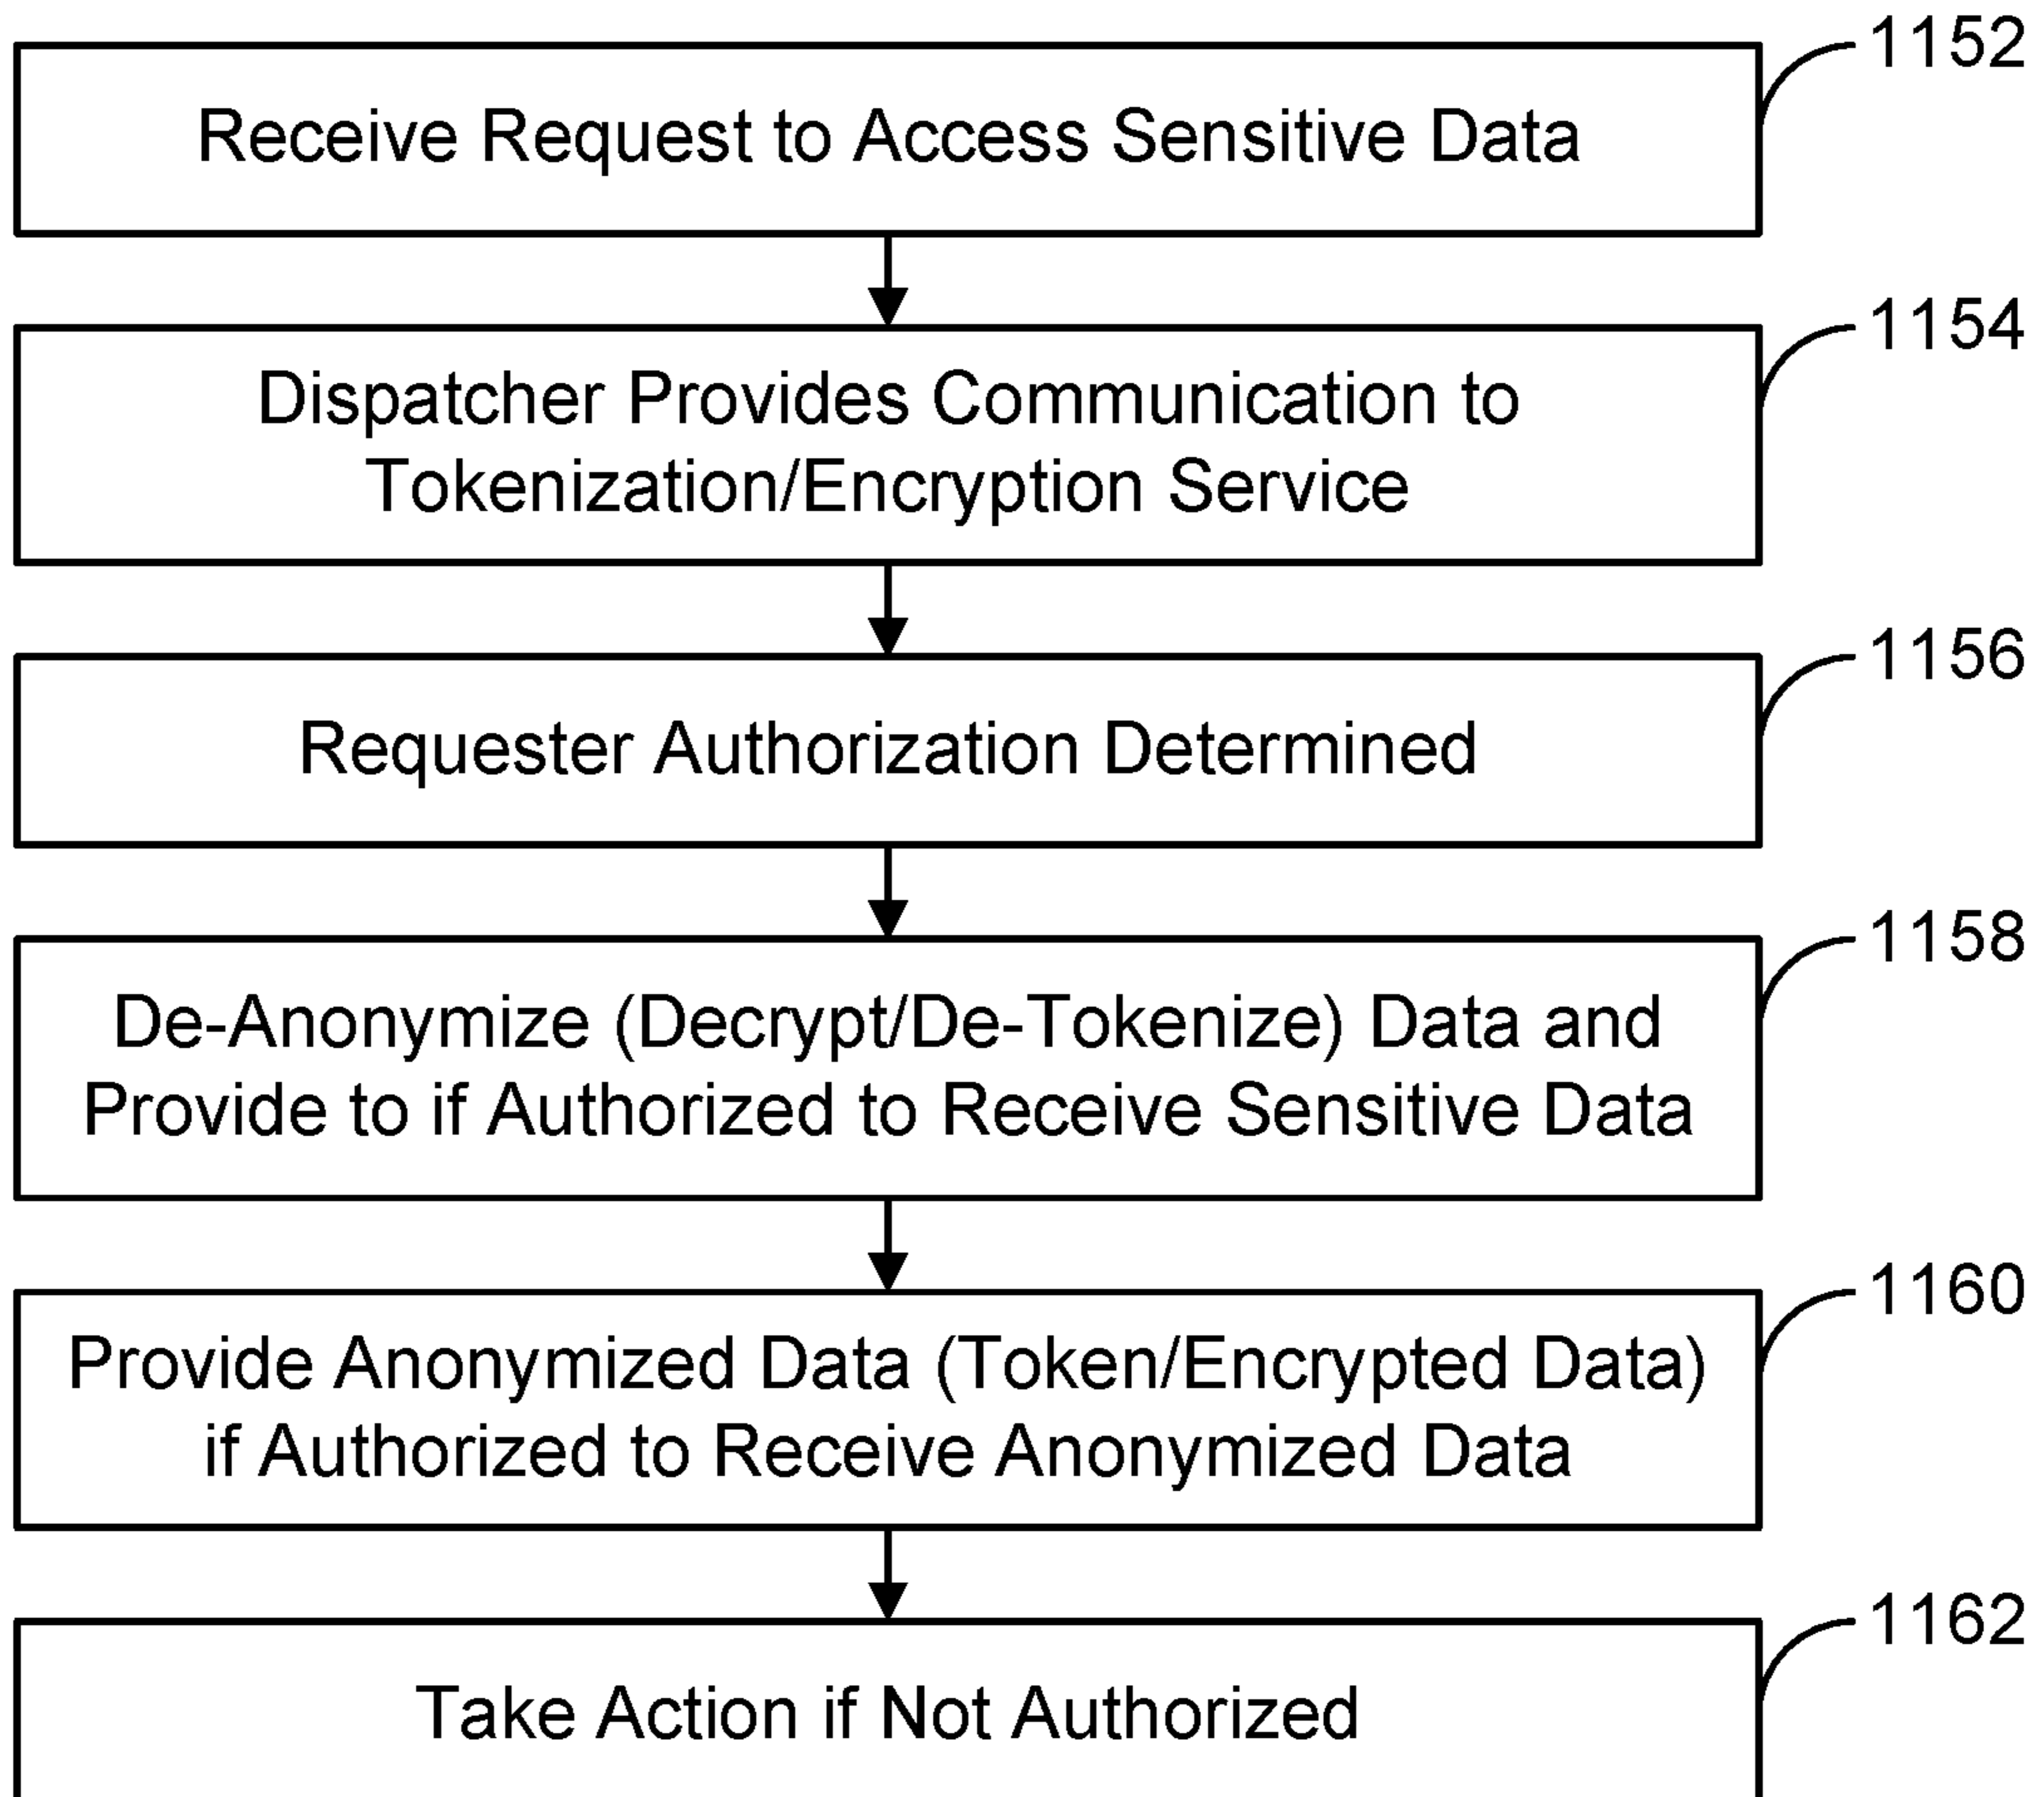 1152
Receive Request to Access Sensitive Data
1154
Dispatcher Provides Communication to
Tokenization/Encryption Service
1156
Requester Authorization Determined
1158
De-Anonymize (Decrypt/De-Tokenize) Data and
Provide to if Authorized to Receive Sensitive Data
1160
Provide Anonymized Data (Token/Encrypted Data)
if Authorized to Receive Anonymized Data
1162
Take Action if Not Authorized